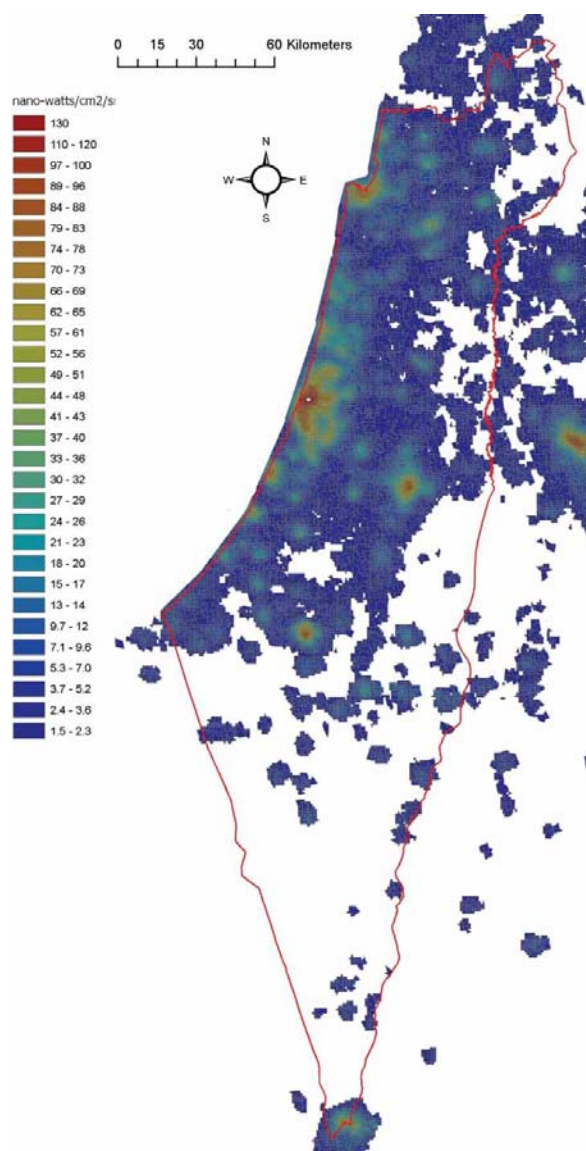 0 15 30 60 Kilometers
nano-watts/cm2/s
N
W E
S
130
110 - 120
97 - 100
89 - 96
84 - 88
79 - 83
74 - 78
70 - 73
66 - 69
62 - 65
57 - 61
52 - 56
49 - 51
44 - 48
41 - 43
37 - 40
33 - 36
30 - 32
27 - 29
24 - 26
21 - 23
18 - 20
15 - 17
13 - 14
9.7 - 12
7.1 - 9.6
5.3 - 7.0
3.7 - 5.2
2.4 - 3.6
1.5 - 2.3